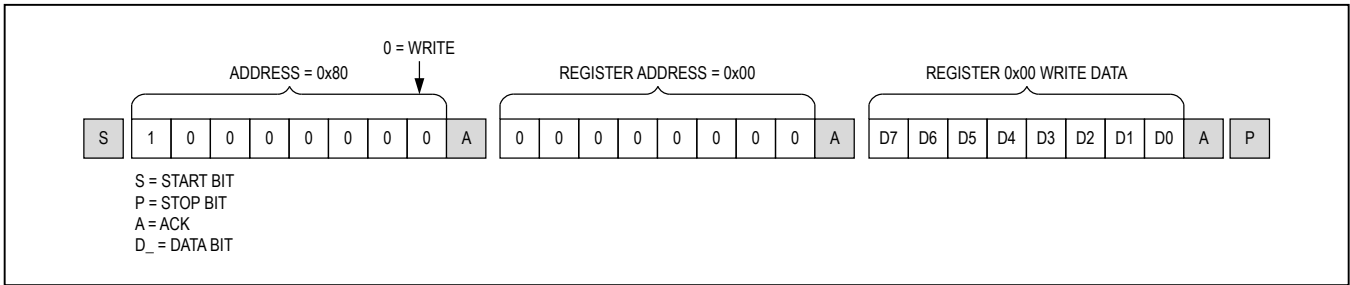 0 = WRITE
ADDRESS = 0x80 REGISTER ADDRESS = 0x00 REGISTER 0x00 WRITE DATA
S 1 0 0 0 0 0 0 0 A 0 0 0 0 0 0 0 0 A D7 D6 D5 D4 D3 D2 D1 D0 A P
S = START BIT
P = STOP BIT
A = ACK
D_ = DATA BIT